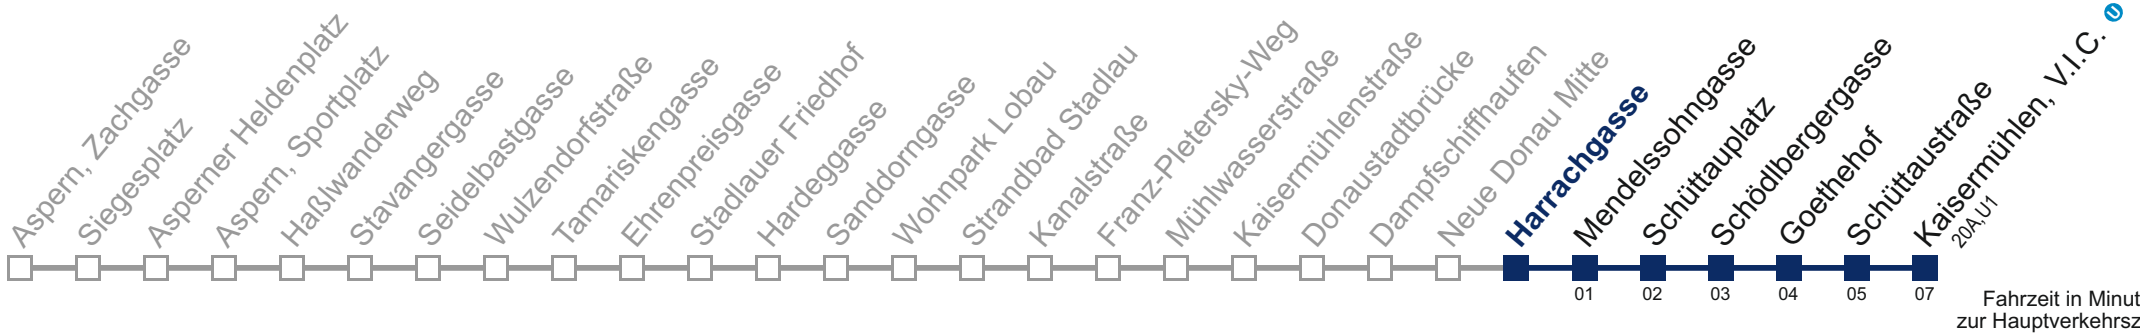 Aspern, Zachgasse
Siegesplatz
Asperner Heldenplatz
Aspern, Sportplatz
Haßlwanderweg
Stavangergasse
Seidelbastgasse
Wulzendorfstraße
Tamariskengasse
Ehrenpreisgasse
Stadlauer Friedhof
Hardeggasse
Sanddorngasse
Wohnpark Lobau
Strandbad Stadlau
Kanalstraße
Franz-Pletersky-Weg
Mühlwasserstraße
Kaisermühlenstraße
Donaustadtbrücke
Dampfschiffhaufen
Neue Donau Mitte
Harrachgasse
Mendelssohngasse
Schüttauplatz
Schödlbergergasse
Goethehof
Schüttaustraße
Kaisermühlen, V.I.C. U
20A,U1
01 02 03 04 05 07
Fahrzeit in Minut
zur Hauptverkehrsz